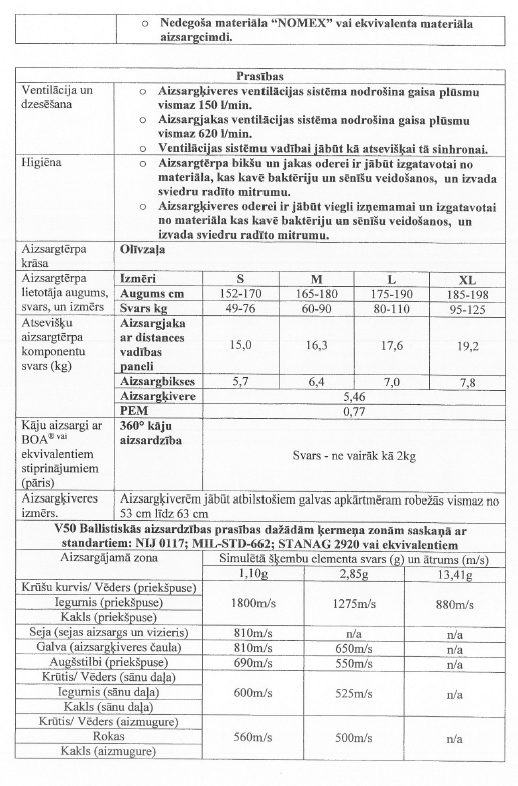 o Nedegoša materiāla “NOMEX” vai ekvivalenta materiāla
aizsargcimdi.
Prasības
Ventilācija un
dzesēšana
o Aizsargķiveres ventilācijas sistēma nodrošina gaisa plūsmu
vismaz 150 l/min.
o Aizsargjakas ventilācijas sistēma nodrošina gaisa plūsmu
vismaz 620 l/min.
o Ventilācijas sistēmu vadībai jābūt kā atsevišķai tā sinhronai.
Higiēna
o Aizsargtērpa bikšu un jakas oderei ir jābūt izgatavotai no
materiāla, kas kavē baktēriju un sēnīšu veidošanos, un izvada
sviedru radīto mitrumu.
o Aizsargķiveres oderei ir jābūt viegli izņemamai un izgatavotai
no materiāla kas kavē baktēriju un sēnīšu veidošanos, un
izvada sviedru radīto mitrumu.
Aizsargtērpa
krāsa
Olīvzaļa
Aizsargtērpa
lietotāja augums,
svars, un izmērs
Izmēri S M L XL
Augums cm 152-170 165-180 175-190 185-198
Svars kg 49-76 60-90 80-110 95-125
Atsevišķu
aizsargtērpa
komponentu
svars (kg)
Aizsargjaka
ar distances
vadības
paneli
15,0 16,3 17,6 19,2
Aizsargbikses 5,7 6,4 7,0 7,8
Aizsargķivere 5,46
PEM 0,77
Kāju aizsargi ar
BOA® vai
ekvivalentiem
stiprinājumiem
(pāris)
360° kāju
aizsardzība
Svars - ne vairāk kā 2kg
Aizsargķiveres
izmērs.
Aizsargķiverēm jābūt atbilstošiem galvas apkārtmēram robežās vismaz no
53 cm līdz 63 cm
V50 Ballistiskās aizsardzības prasības dažādām ķermeņa zonām saskaņā ar
standartiem: NIJ 0117; MIL-STD-662; STANAG 2920 vai ekvivalentiem
Aizsargājamā zona Simulētā šķembu elementa svars (g) un ātrums (m/s)
1,10g 2,85g 13,41g
Krūšu kurvis/ Vēders (priekšpuse)
Iegurnis (priekšpuse) 1800m/s 1275m/s 880m/s
Kakls (priekšpuse)
Seja (sejas aizsargs un vizieris) 810m/s n/a n/a
Galva (aizsargķiveres čaula) 810m/s 650m/s n/a
Augšstilbi (priekšpuse) 690m/s 550m/s n/a
Krūtis/ Vēders (sānu daļa)
Iegurnis (sānu daļa) 600m/s 525m/s n/a
Kakls (sānu daļa)
Krūtis/ Vēders (aizmugure)
Rokas 560m/s 500m/s n/a
Kakls (aizmugure)